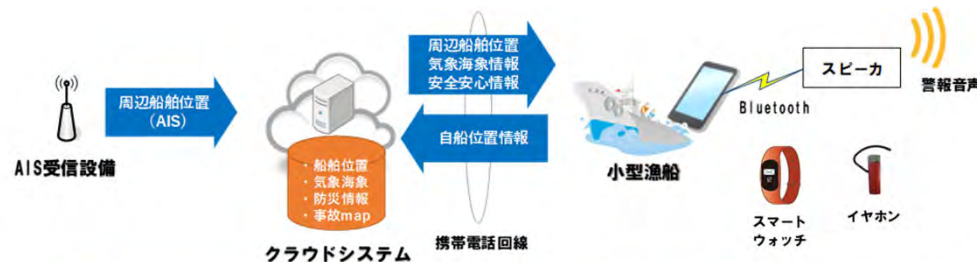 周辺船舶位置
（AIS）
AIS受信設備
・船舶位置
・気象海象
・防災情報
・事故map
クラウドシステム
周辺船舶位置
気象海象情報
安全安心情報
自船位置情報
携帯電話回線
小型漁船
Bluetooth
スピーカ
警報音声
スマート
ウォッチ
イヤホン